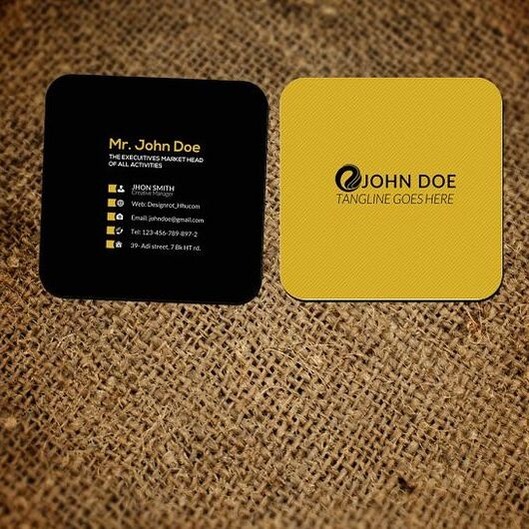 Mr. John Doe
THE EXECUITIVES MARKET HEAD
OF ALL ACTIVITIES
JHON SMITH
Creative Manager
Web: Designrot_Hhucom
Email: johndoe@gmail.com
Tel: 123-456-789-897-2
39- Adi street, 7 Bk HT rd.
JOHN DOE
TANGLINE GOES HERE